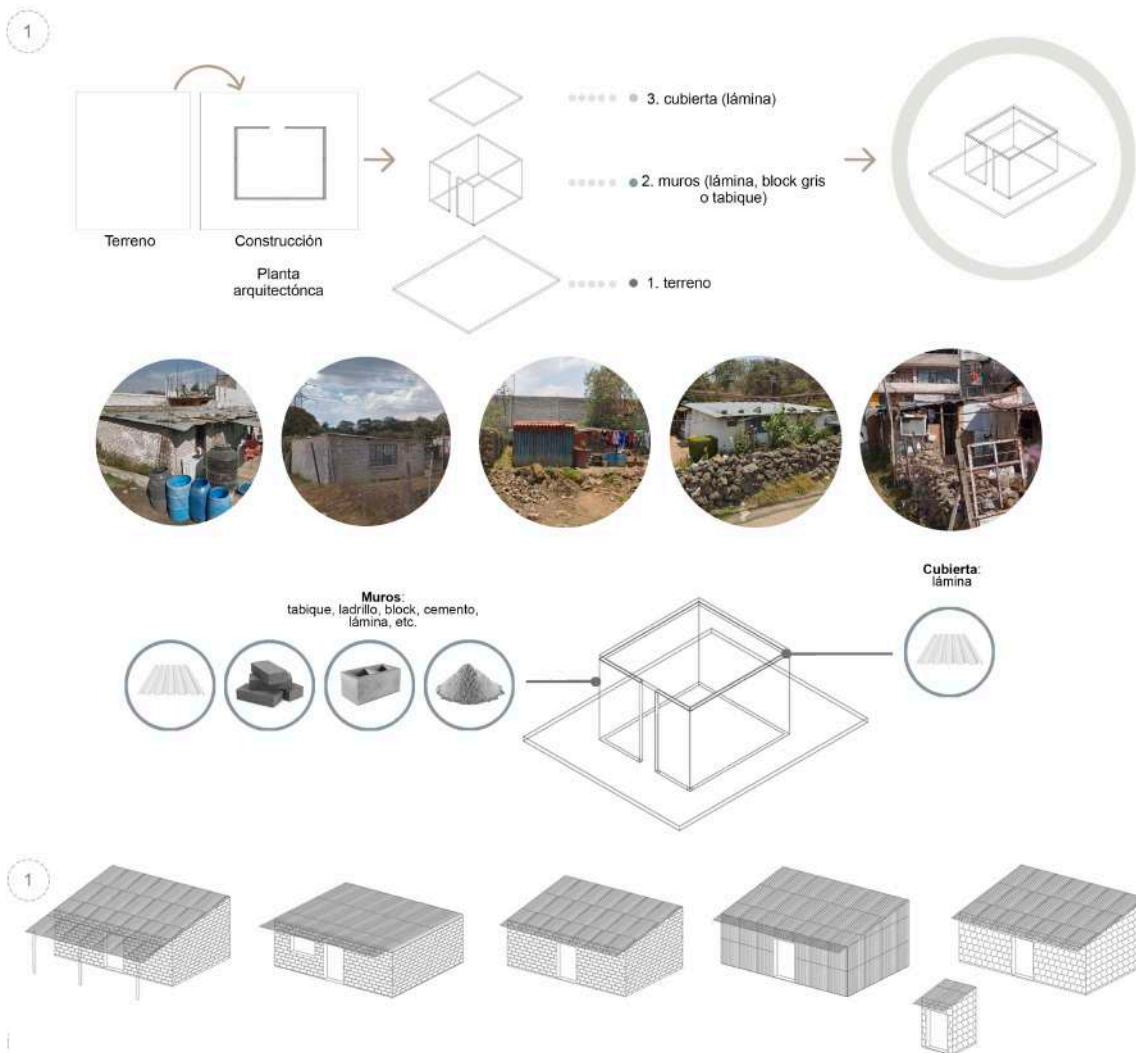 1
3. cubierta (lámina)
2. muros (lámina, block gris
o tabique)
Terreno
Construcción
1. terreno
Planta
arquitectónca
Cubierta:
lámina
Muros:
tabique, ladrillo, block, cemento,
lámina, etc.
1